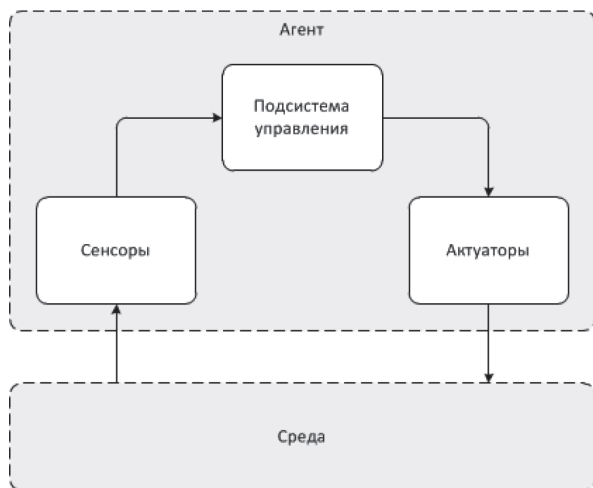 Агент
Подсистема
управления
Сенсоры
Актуаторы
Среда